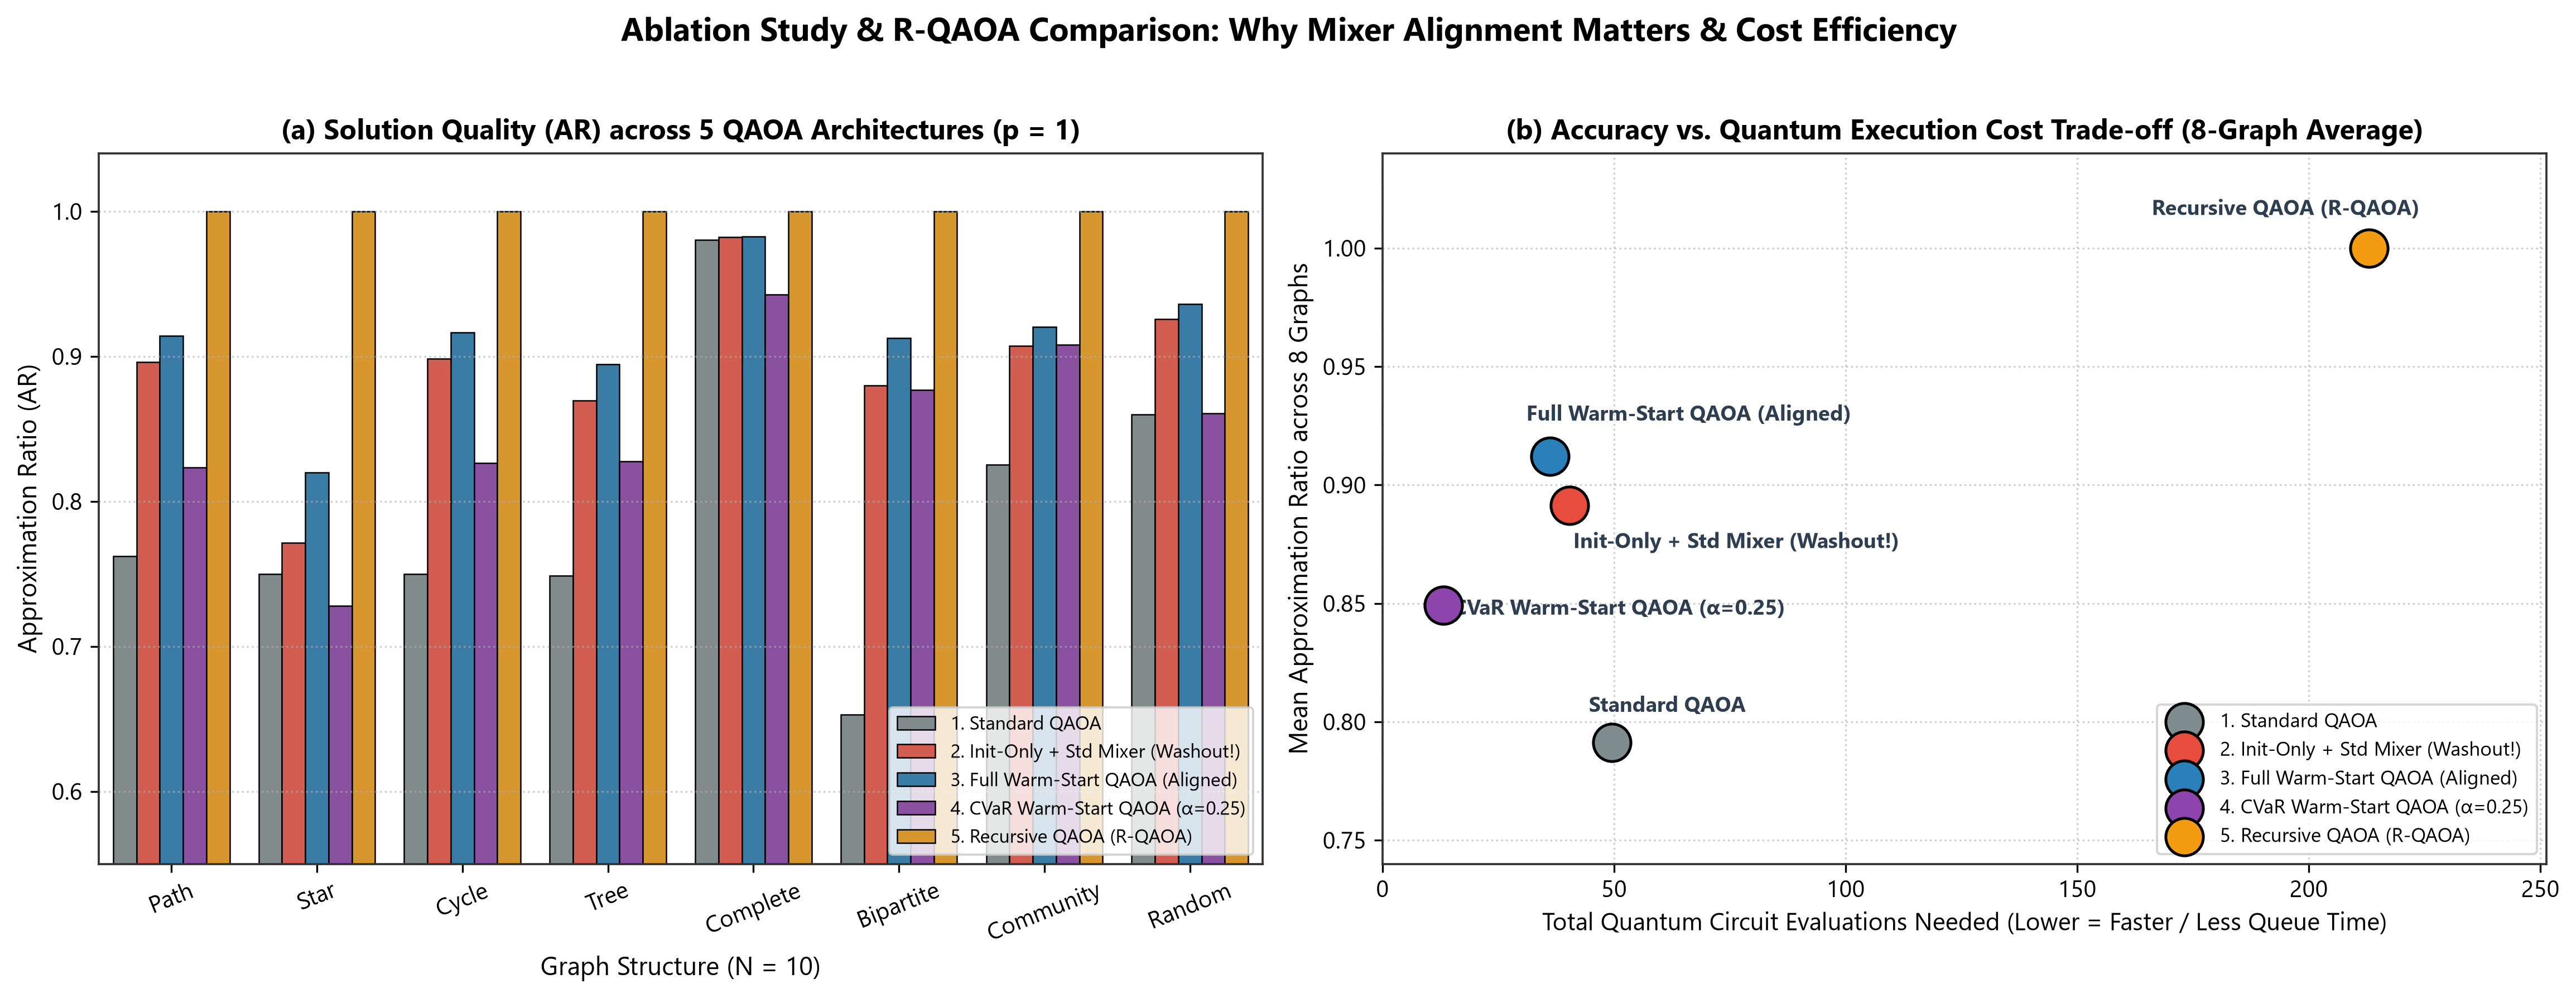 Ablation Study & R-QAOA Comparison: Why Mixer Alignment Matters & Cost Efficiency
(a) Solution Quality (AR) across 5 QAOA Architectures (p = 1)
Approximation Ratio (AR)
1.0
0.9
0.8
0.7
0.6
1. Standard QAOA
2. Init-Only + Std Mixer (Washout!)
3. Full Warm-Start QAOA (Aligned)
4. CVaR Warm-Start QAOA (α=0.25)
5. Recursive QAOA (R-QAOA)
Path
Star
Cycle
Tree
Complete
Bipartite
Community
Random
Graph Structure (N = 10)
(b) Accuracy vs. Quantum Execution Cost Trade-off (8-Graph Average)
Mean Approximation Ratio across 8 Graphs
1.00
0.95
0.90
0.85
0.80
0.75
Recursive QAOA (R-QAOA)
Full Warm-Start QAOA (Aligned)
Init-Only + Std Mixer (Washout!)
CVaR Warm-Start QAOA (α=0.25)
Standard QAOA
1. Standard QAOA
2. Init-Only + Std Mixer (Washout!)
3. Full Warm-Start QAOA (Aligned)
4. CVaR Warm-Start QAOA (α=0.25)
5. Recursive QAOA (R-QAOA)
0
50
100
150
200
250
Total Quantum Circuit Evaluations Needed (Lower = Faster / Less Queue Time)